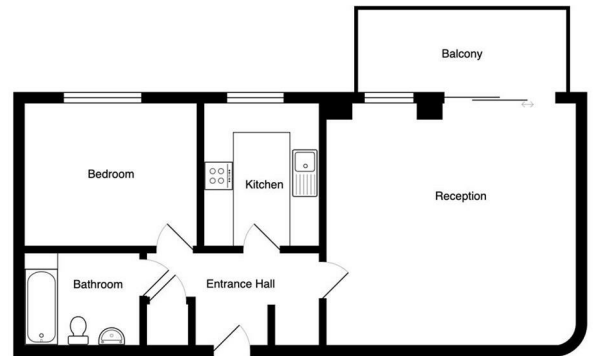 Balcony
Bedroom
Kitchen
Reception
Bathroom
Entrance Hall